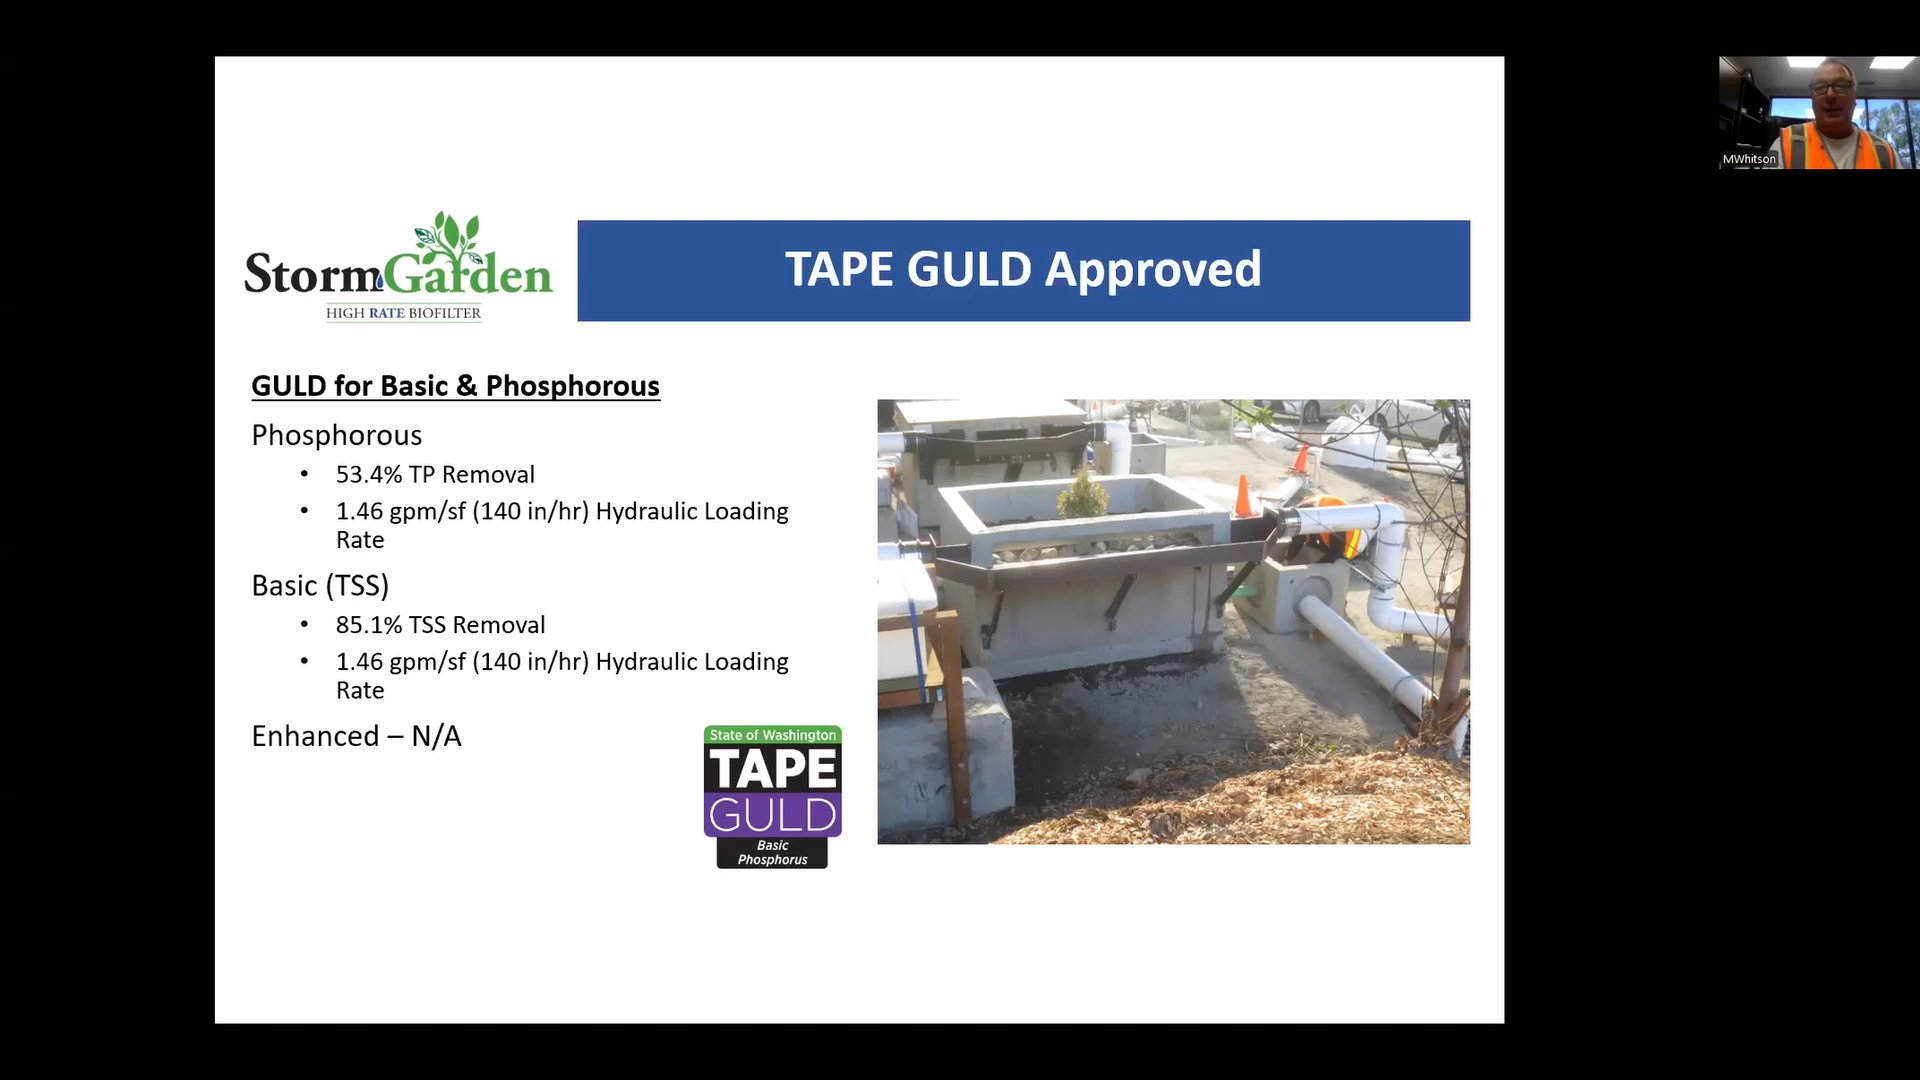 MWhitson
StormGarden
HIGH RATE BIOFILTER
TAPE GULD Approved
GULD for Basic & Phosphorous
Phosphorous
• 53.4% TP Removal
• 1.46 gpm/sf (140 in/hr) Hydraulic Loading
Rate
Basic (TSS)
• 85.1% TSS Removal
• 1.46 gpm/sf (140 in/hr) Hydraulic Loading
Rate
Enhanced – N/A
State of Washington
TAPE
GULD
Basic
Phosphorus